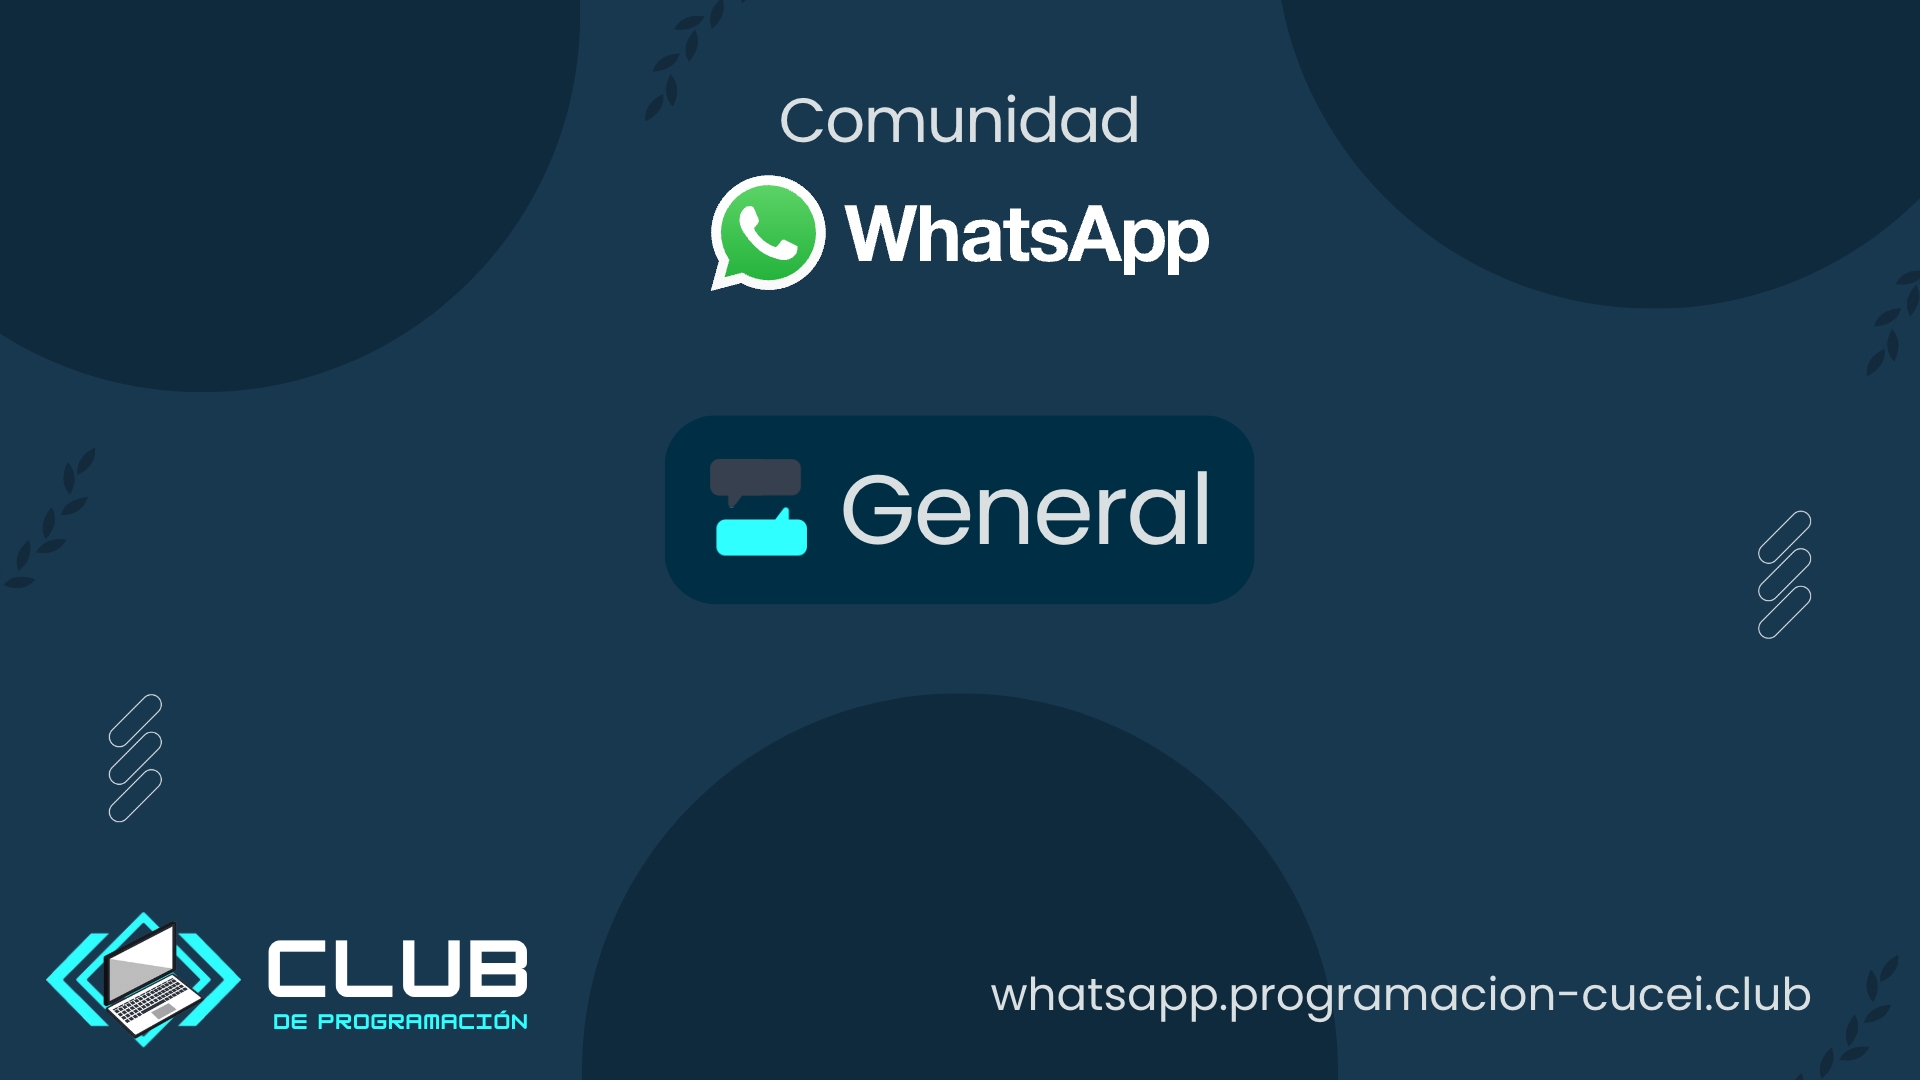 Comunidad
WhatsApp
General
CLUB
DE PROGRAMACIÓN
whatsapp.programacion-cucei.club